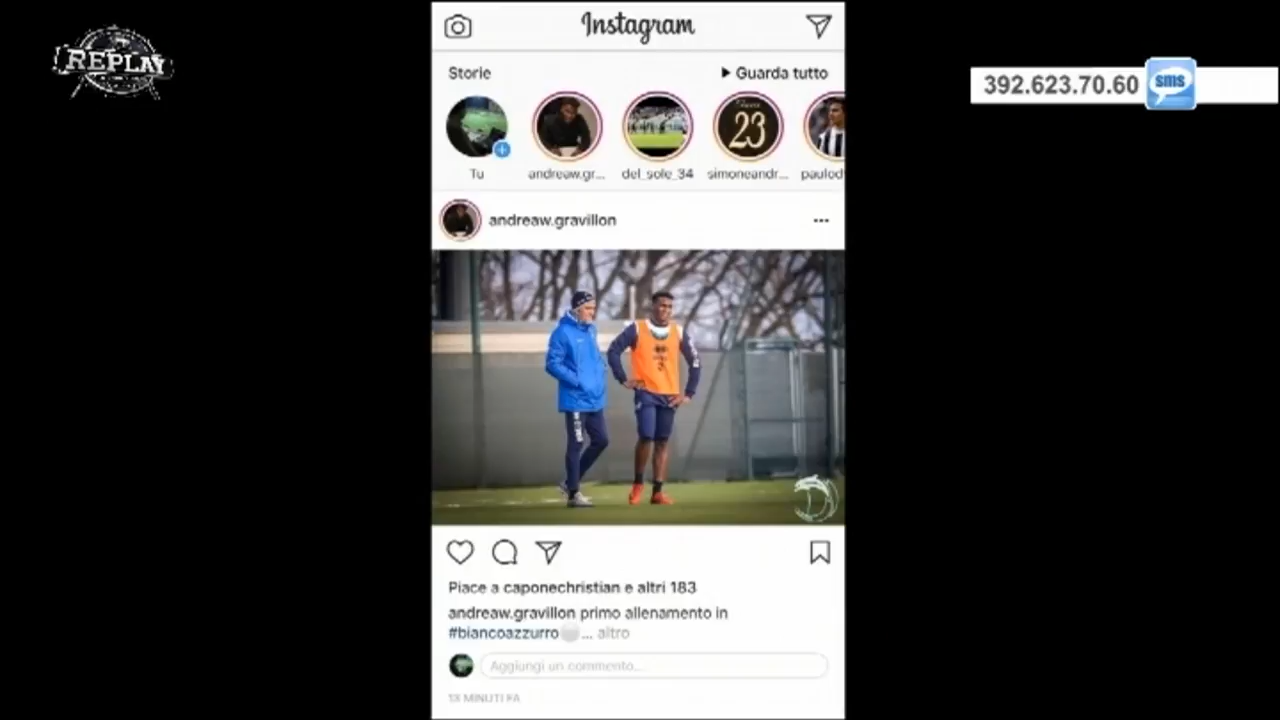 REPLAY
Instagram
392.623.70.60
sms
Storie
Guarda tutto
23
Tu
andreaw.gr...
del_sole_34
simoneandr...
paulod
andreaw.gravillon
Piace a caponechristian e altri 183
andreaw.gravillon primo allenamento in
#biancoazzurro... altro
Aggiungi un commento...
13 MINUTI FA